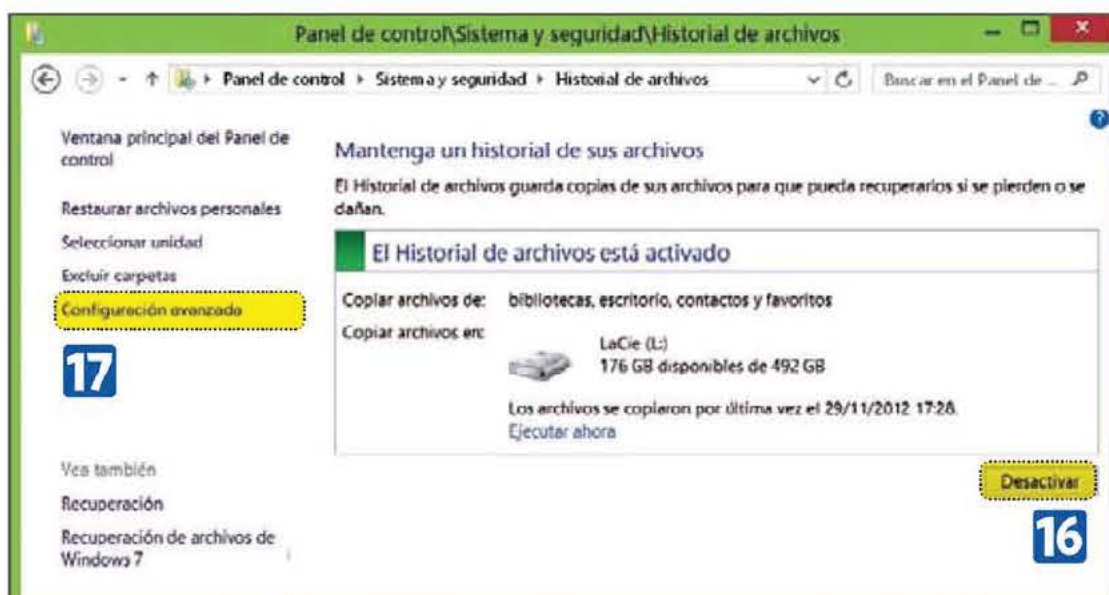 Panel de control\Sistema y seguridad\Historial de archivos
Panel de control Sistema y seguridad Historial de archivos
Buscar en el Panel de ...
Ventana principal del Panel de
control
Restaurar archivos personales
Seleccionar unidad
Excluir carpetas
Configuración avanzada
17
Vea también
Recuperación
Recuperación de archivos de
Windows 7
Mantenga un historial de sus archivos
El Historial de archivos guarda copias de sus archivos para que pueda recuperarlos si se pierden o se
dañan.
El Historial de archivos está activado
Copiar archivos de: bibliotecas, escritorio, contactos y favoritos
Copiar archivos en:
LaCie (L:)
176 GB disponibles de 492 GB
Los archivos se copiaron por última vez el 29/11/2012 17:28.
Ejecutar ahora
Desactivar
16